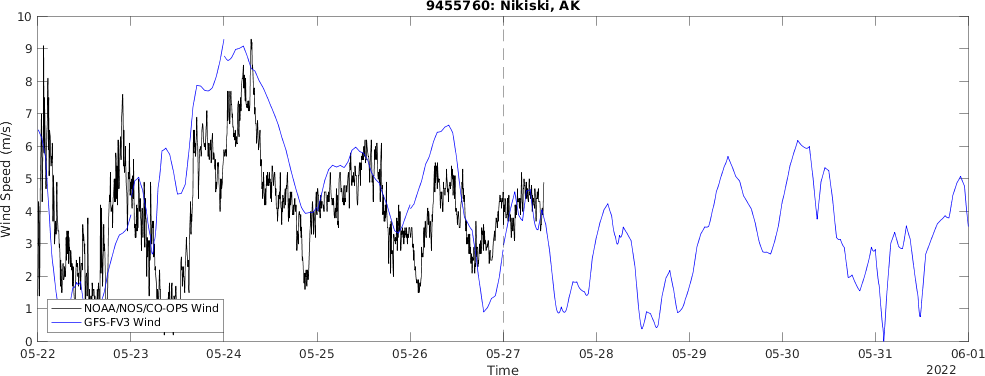 9455760: Nikiski, AK
10
9
8
7
6
5
4
3
2
1
0
Wind Speed (m/s)
NOAA/NOS/CO-OPS Wind
GFS-FV3 Wind
05-22 05-23 05-24 05-25 05-26 05-27 05-28 05-29 05-30 05-31 06-01
Time
2022